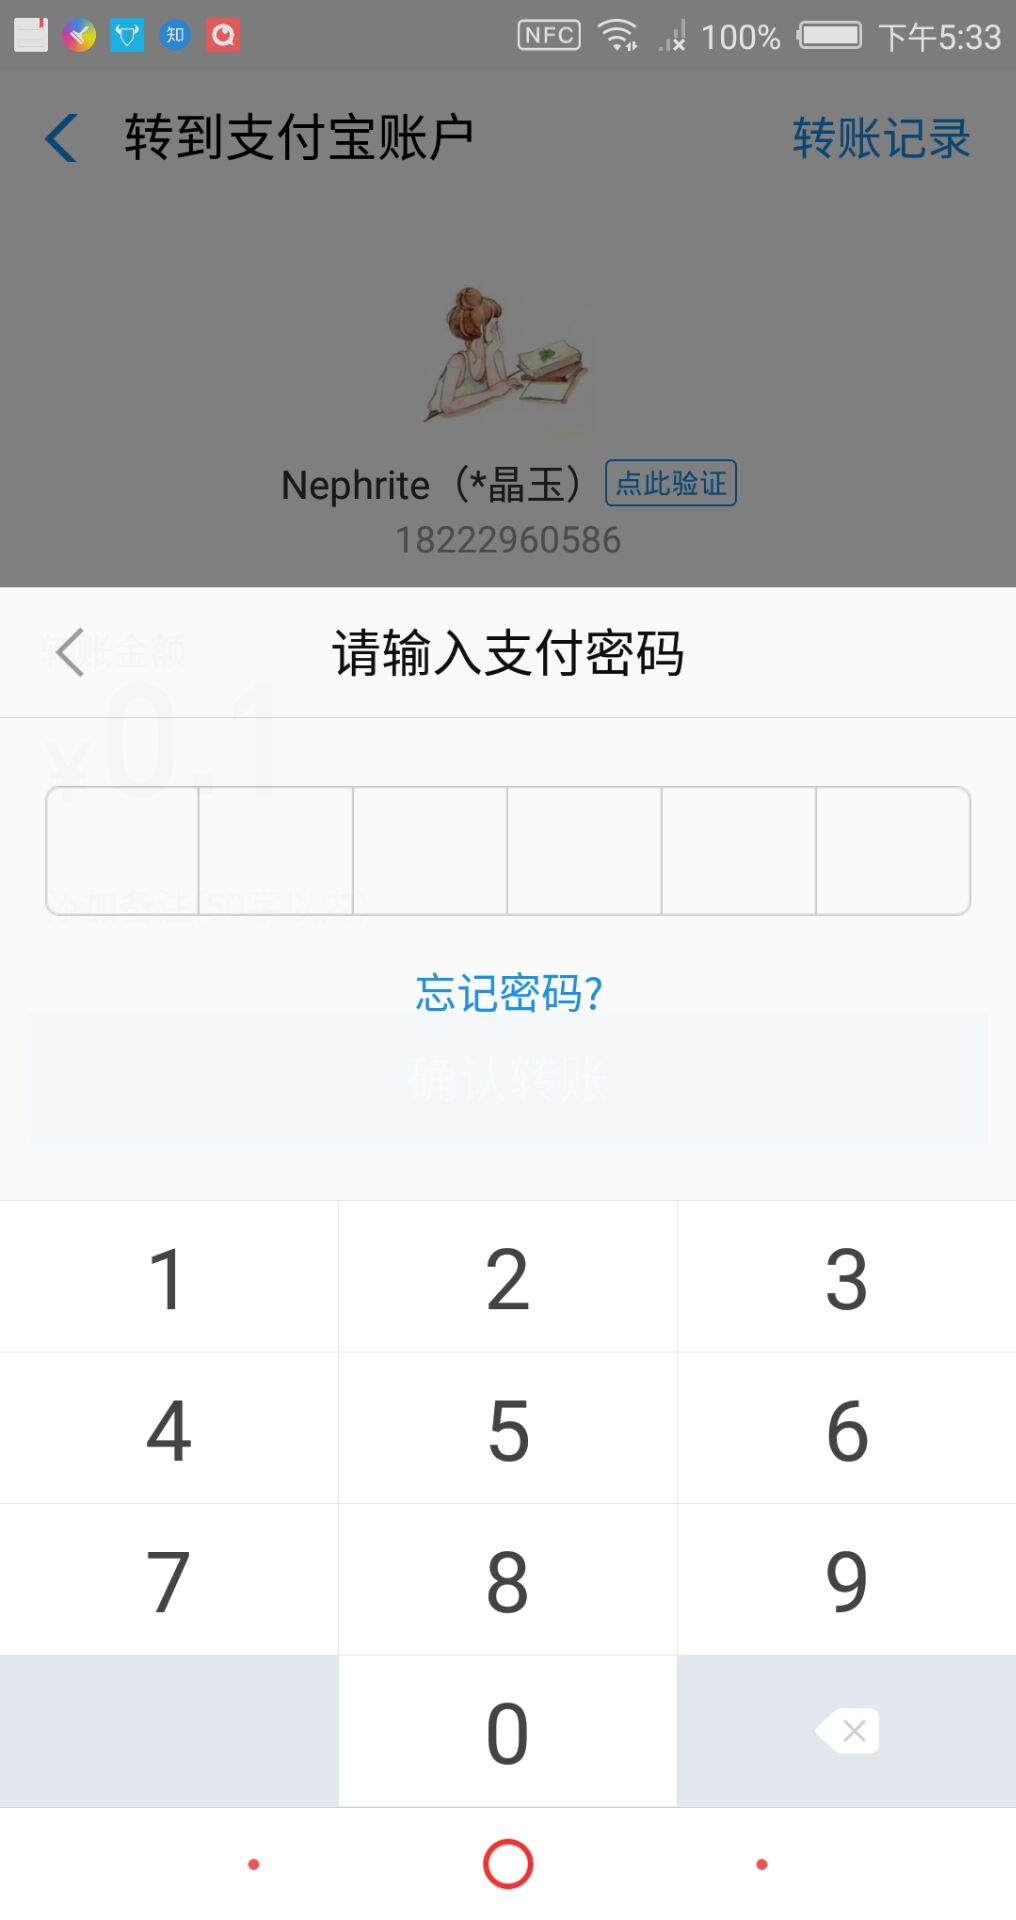 知 NFC 100% 下午5:33
转到支付宝账户 转账记录
Nephrite（*晶玉） 点此验证
18222960586
转账金额
请输入支付密码
¥0.1
添加备注(50字以内)
忘记密码?
确认转账
1 2 3
4 5 6
7 8 9
0